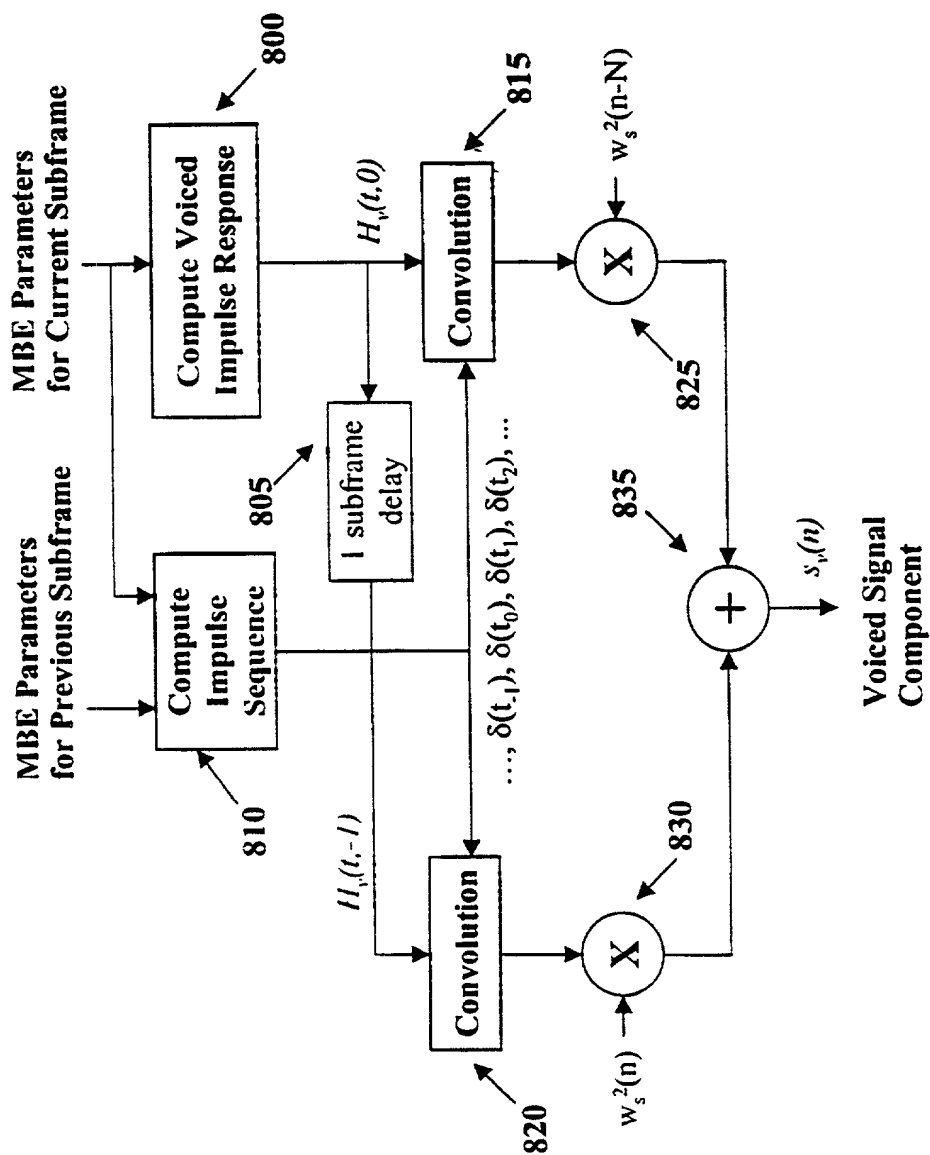 MBE Parameters
for Previous Subframe
MBE Parameters
for Current Subframe
810
Compute
Impulse
Sequence
Compute Voiced
Impulse Response
800
805
1 subframe
delay
H_v(t,-1)
H_v(t,0)
820
Convolution
Convolution
815
..., δ(t_-1), δ(t_0), δ(t_1), δ(t_2), ...
w_s^2(n)
X
830
X
w_s^2(n-N)
825
835
+
s_v(n)
Voiced Signal
Component